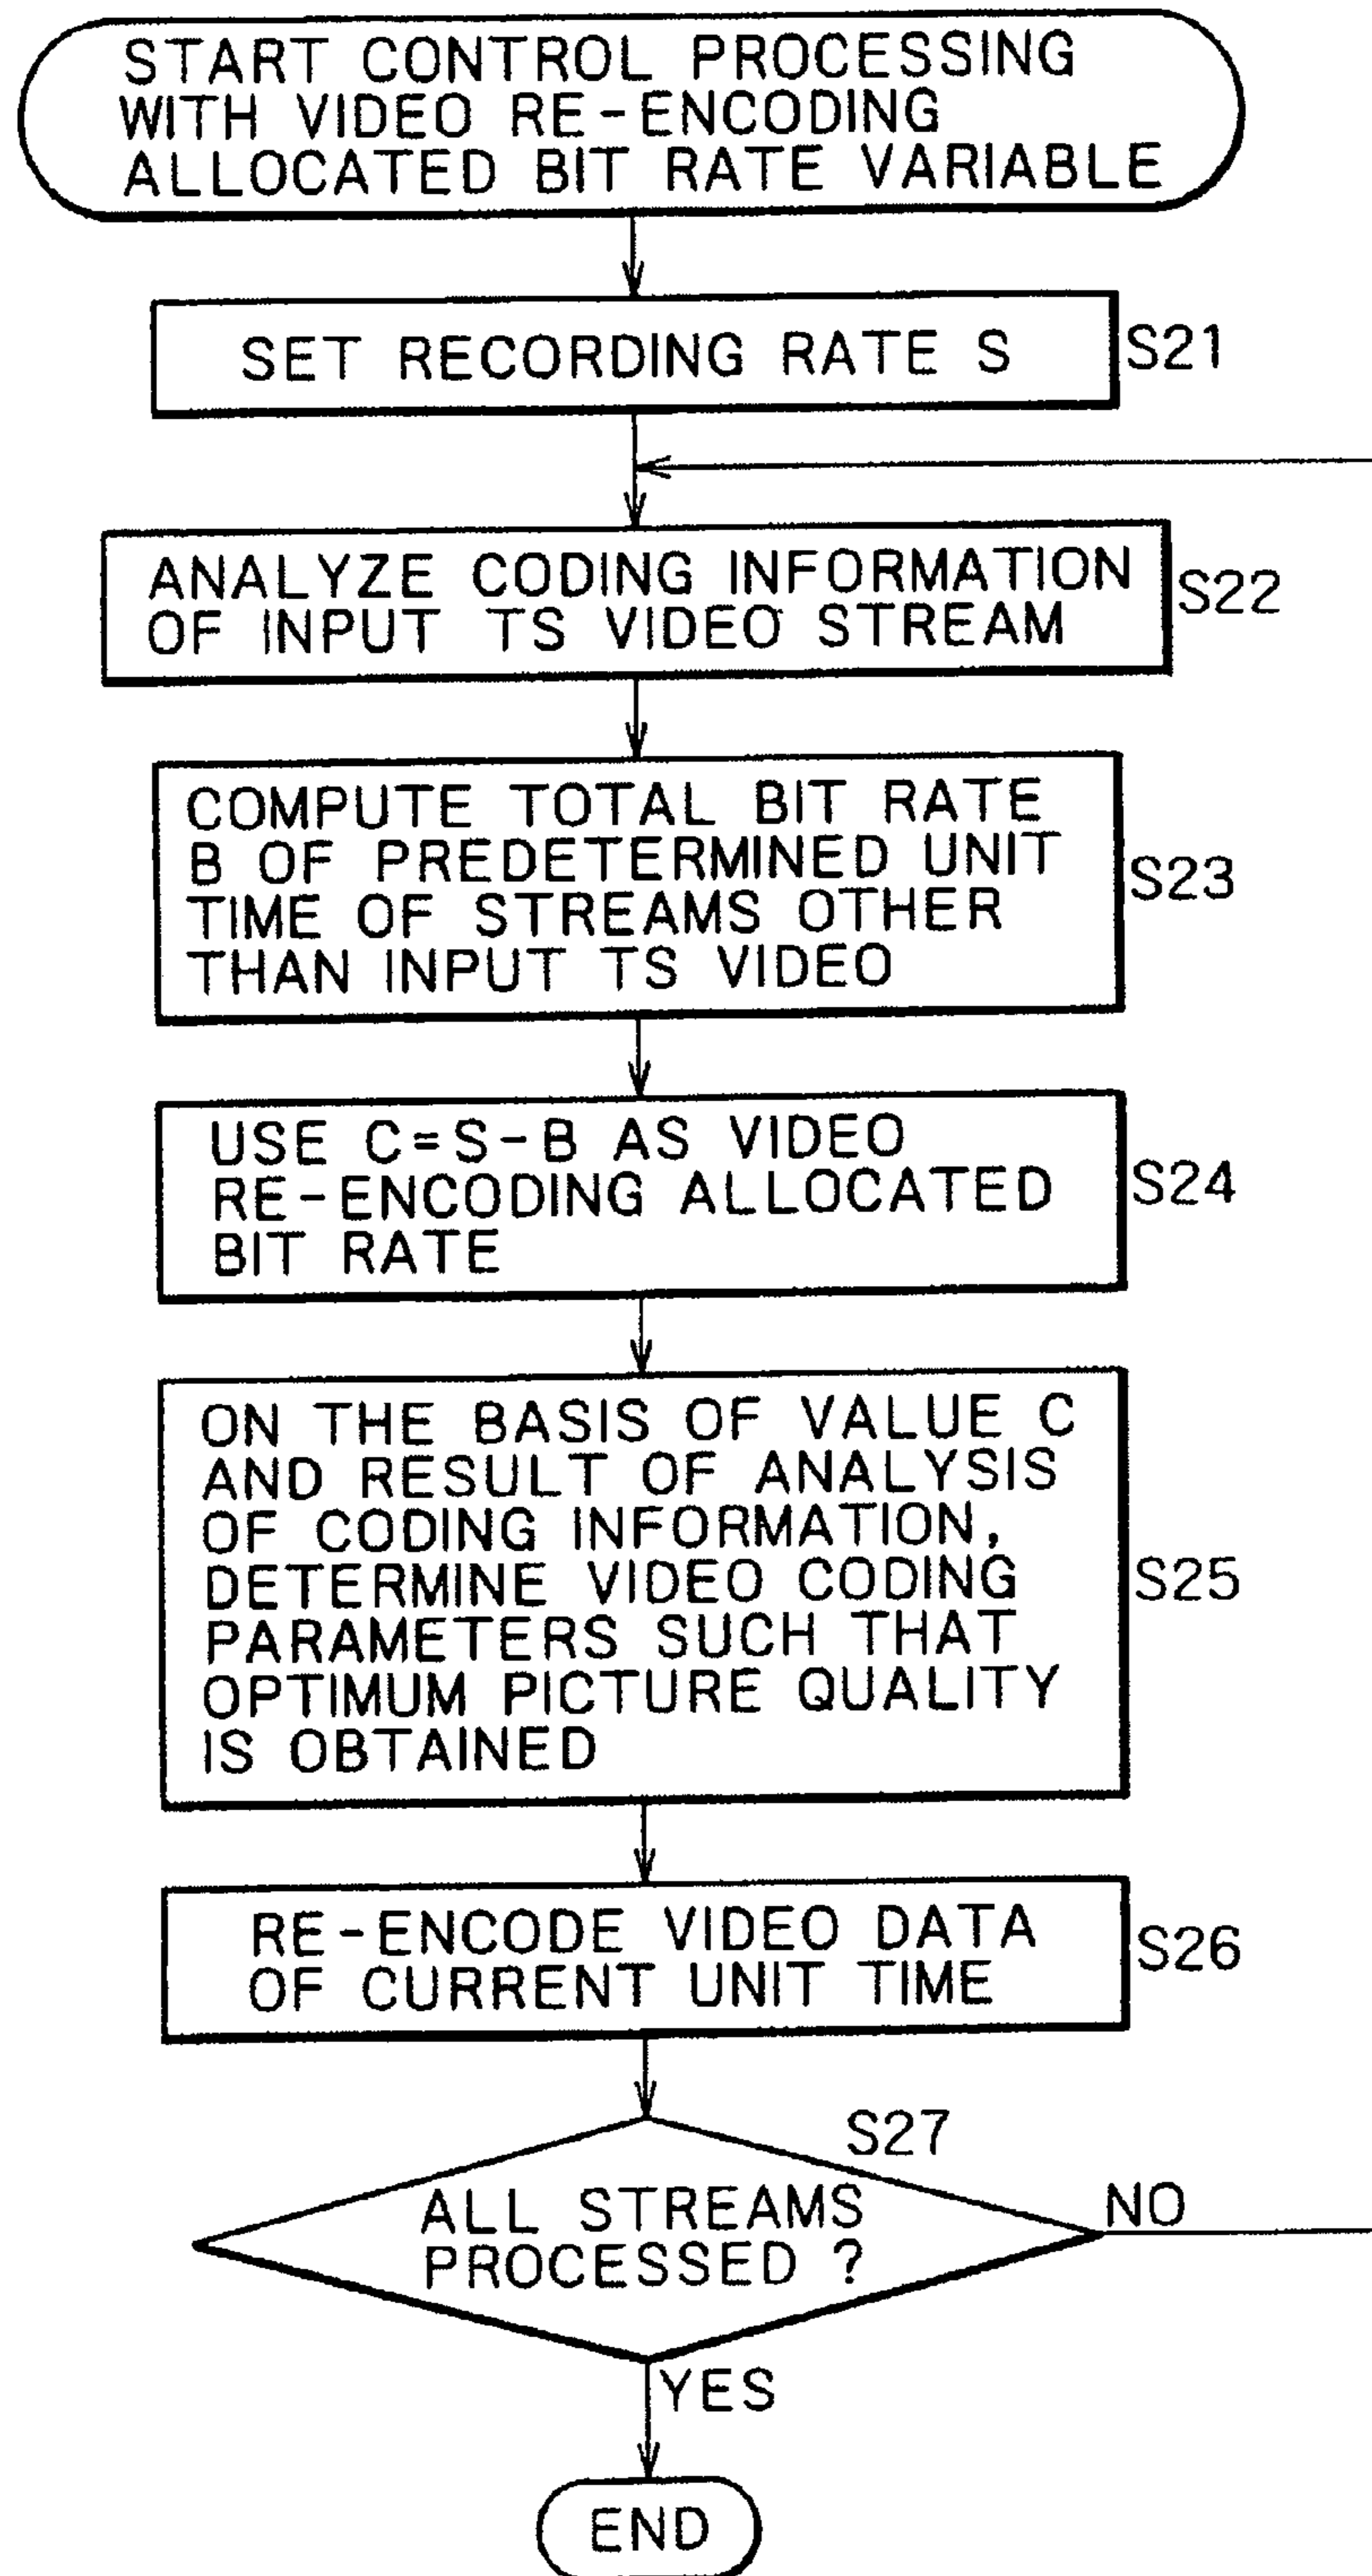 START CONTROL PROCESSING
WITH VIDEO RE-ENCODING
ALLOCATED BIT RATE VARIABLE
SET RECORDING RATE S
S21
ANALYZE CODING INFORMATION
OF INPUT TS VIDEO STREAM
S22
COMPUTE TOTAL BIT RATE
B OF PREDETERMINED UNIT
TIME OF STREAMS OTHER
THAN INPUT TS VIDEO
S23
USE C=S-B AS VIDEO
RE-ENCODING ALLOCATED
BIT RATE
S24
ON THE BASIS OF VALUE C
AND RESULT OF ANALYSIS
OF CODING INFORMATION,
DETERMINE VIDEO CODING
PARAMETERS SUCH THAT
OPTIMUM PICTURE QUALITY
IS OBTAINED
S25
RE-ENCODE VIDEO DATA
OF CURRENT UNIT TIME
S26
S27
ALL STREAMS
PROCESSED ?
NO
YES
END